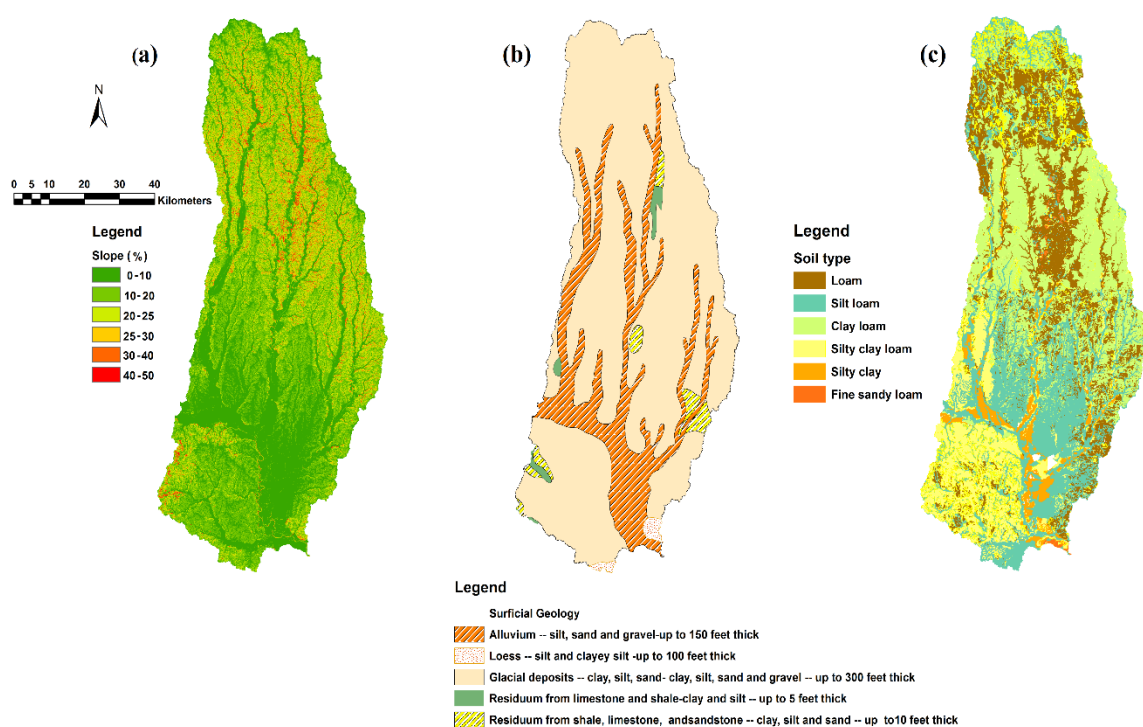 (a)
(b)
(c)
N
0 5 10 20 30 40
Kilometers
Legend
Slope (%)
0-10
10-20
20-25
25-30
30-40
40-50
Legend
Soil type
Loam
Silt loam
Clay loam
Silty clay loam
Silty clay
Fine sandy loam
Legend
Surficial Geology
Alluvium -- silt, sand and gravel-up to 150 feet thick
Loess -- silt and clayey silt -up to 100 feet thick
Glacial deposits -- clay, silt, sand- clay, silt, sand and gravel -- up to 300 feet thick
Residuum from limestone and shale-clay and silt -- up to 5 feet thick
Residuum from shale, limestone, andsandstone -- clay, silt and sand -- up to10 feet thick